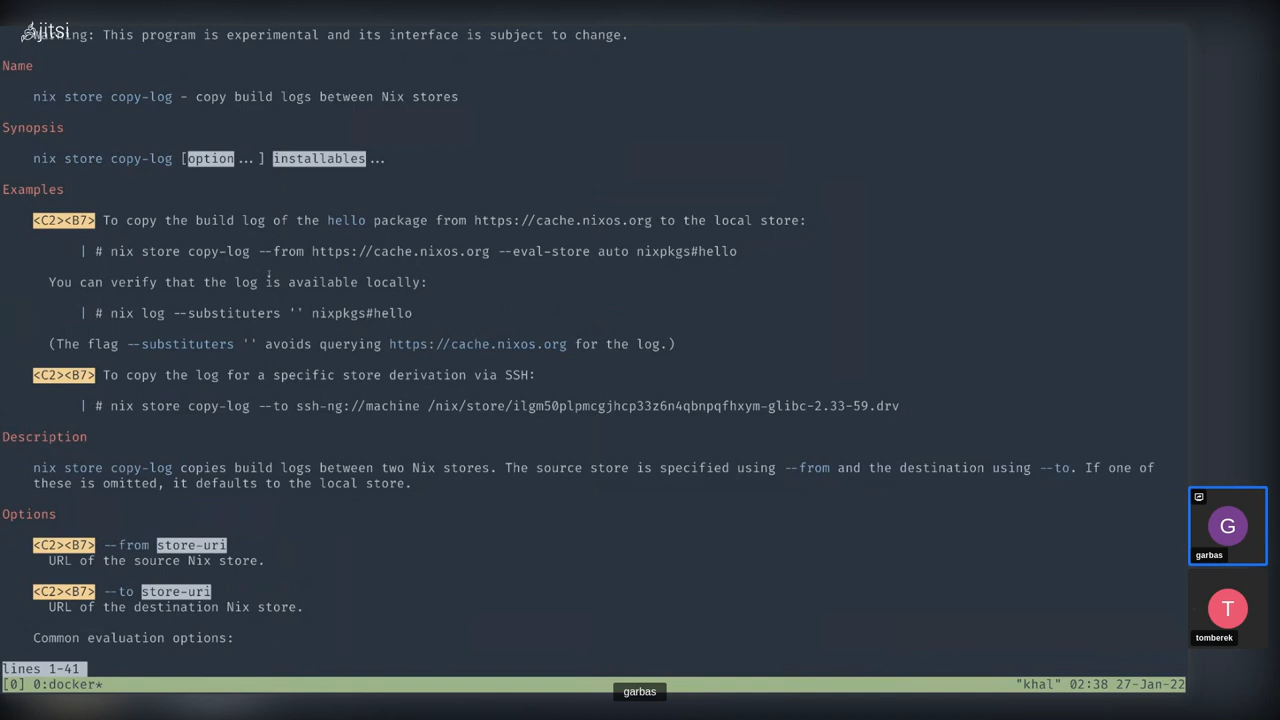 jitsi
Warning: This program is experimental and its interface is subject to change.
Name
nix store copy-log - copy build logs between Nix stores
Synopsis
nix store copy-log [option...] installables...
Examples
<C2><B7> To copy the build log of the hello package from https://cache.nixos.org to the local store:
| # nix store copy-log --from https://cache.nixos.org --eval-store auto nixpkgs#hello
You can verify that the log is available locally:
| # nix log --substituters '' nixpkgs#hello
(The flag --substituters '' avoids querying https://cache.nixos.org for the log.)
<C2><B7> To copy the log for a specific store derivation via SSH:
| # nix store copy-log --to ssh-ng://machine /nix/store/ilgm50plpmcgjhcp33z6n4qbnpqfhxym-glibc-2.33-59.drv
Description
nix store copy-log copies build logs between two Nix stores. The source store is specified using --from and the destination using --to. If one of
these is omitted, it defaults to the local store.
Options
<C2><B7> --from store-uri
URL of the source Nix store.
<C2><B7> --to store-uri
URL of the destination Nix store.
Common evaluation options:
lines 1-41
[0] 0:docker*
"khal" 02:38 27-Jan-22
garbas
G
garbas
T
tomberek